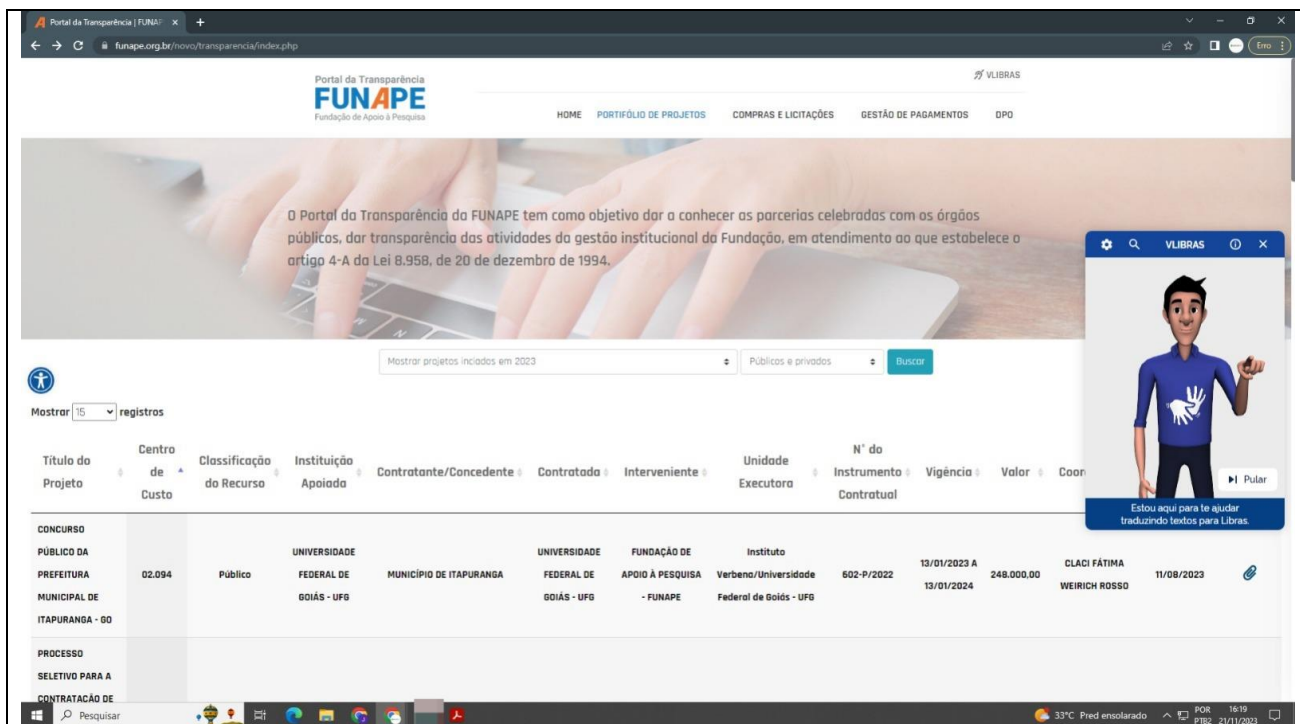 Portal da Transparência | FUNAP
funape.org.br/novo/transparencia/index.php
Erro
Portal da Transparência
FUNAPE
Fundação de Apoio à Pesquisa
VLIBRAS
HOME PORTIFÓLIO DE PROJETOS COMPRAS E LICITAÇÕES GESTÃO DE PAGAMENTOS DPO
O Portal da Transparência da FUNAPE tem como objetivo dar a conhecer as parcerias celebradas com os órgãos
públicos, dar transparência das atividades da gestão institucional da Fundação, em atendimento ao que estabelece o
artigo 4-A da Lei 8.958, de 20 de dezembro de 1994.
VLIBRAS
Pular
Estou aqui para te ajudar
traduzindo textos para Libras.
Mostrar projetos inciados em 2023 Públicos e privados Buscar
Mostrar 15 registros
Título do
Projeto
Centro
de
Custo
Classificação
do Recurso
Instituição
Apoiada
Contratante/Concedente
Contratada
Interveniente
Unidade
Executora
N° do
Instrumento
Contratual
Vigência
Valor
Coor
CONCURSO
PÚBLICO DA
PREFEITURA
MUNICIPAL DE
ITAPURANGA - GO
02.094
Público
UNIVERSIDADE
FEDERAL DE
GOIÁS - UFG
MUNICÍPIO DE ITAPURANGA
UNIVERSIDADE
FEDERAL DE
GOIÁS - UFG
FUNDAÇÃO DE
APOIO À PESQUISA
- FUNAPE
Instituto
Verbena/Universidade
Federal de Goiás - UFG
602-P/2022
13/01/2023 A
13/01/2024
248.000,00
CLACI FÁTIMA
WEIRICH ROSSO
11/08/2023
PROCESSO
SELETIVO PARA A
CONTRATAÇÃO DE
Pesquisar
33°C Pred ensolarado
POR
PTB2
16:19
21/11/2023